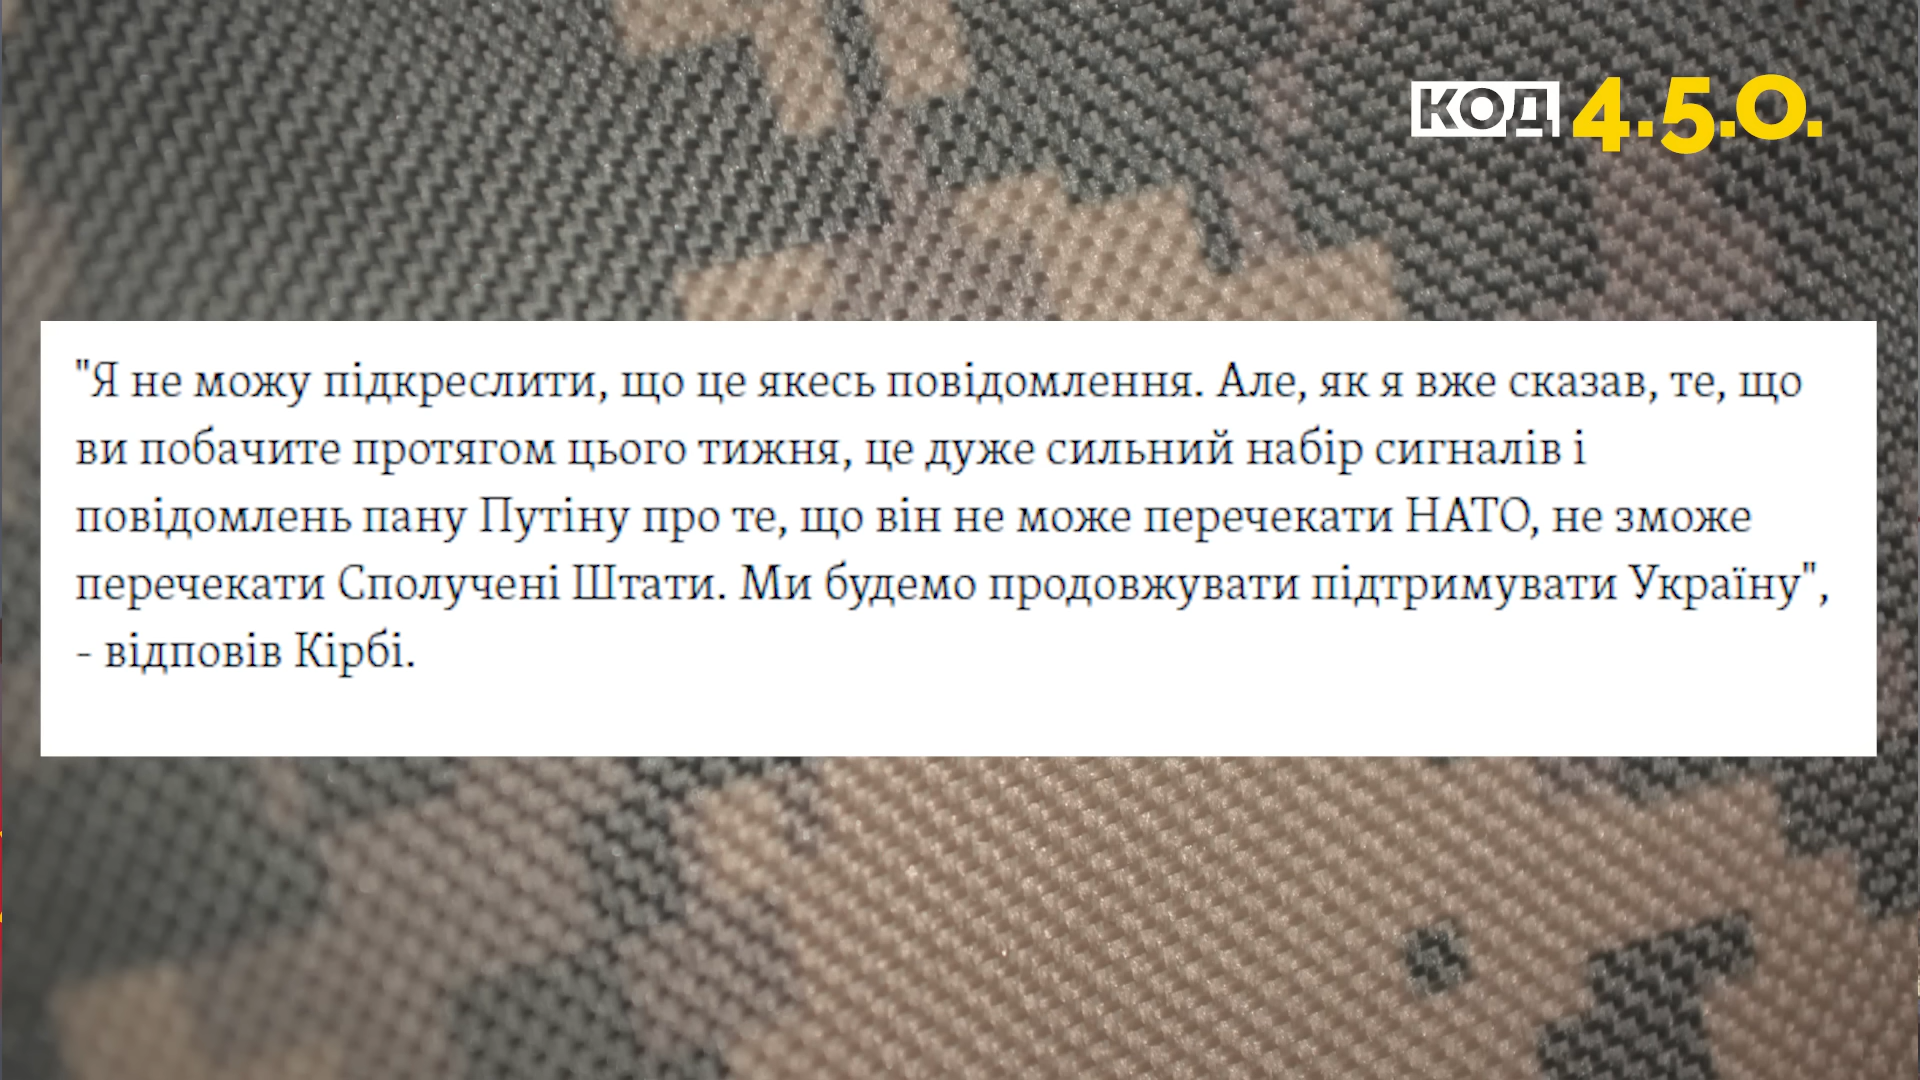 КОД 4.5.0.
"Я не можу підкреслити, що це якесь повідомлення. Але, як я вже сказав, те, що
ви побачите протягом цього тижня, це дуже сильний набір сигналів і
повідомлень пану Путіну про те, що він не може перечекати НАТО, не зможе
перечекати Сполучені Штати. Ми будемо продовжувати підтримувати Україну",
- відповів Кірбі.